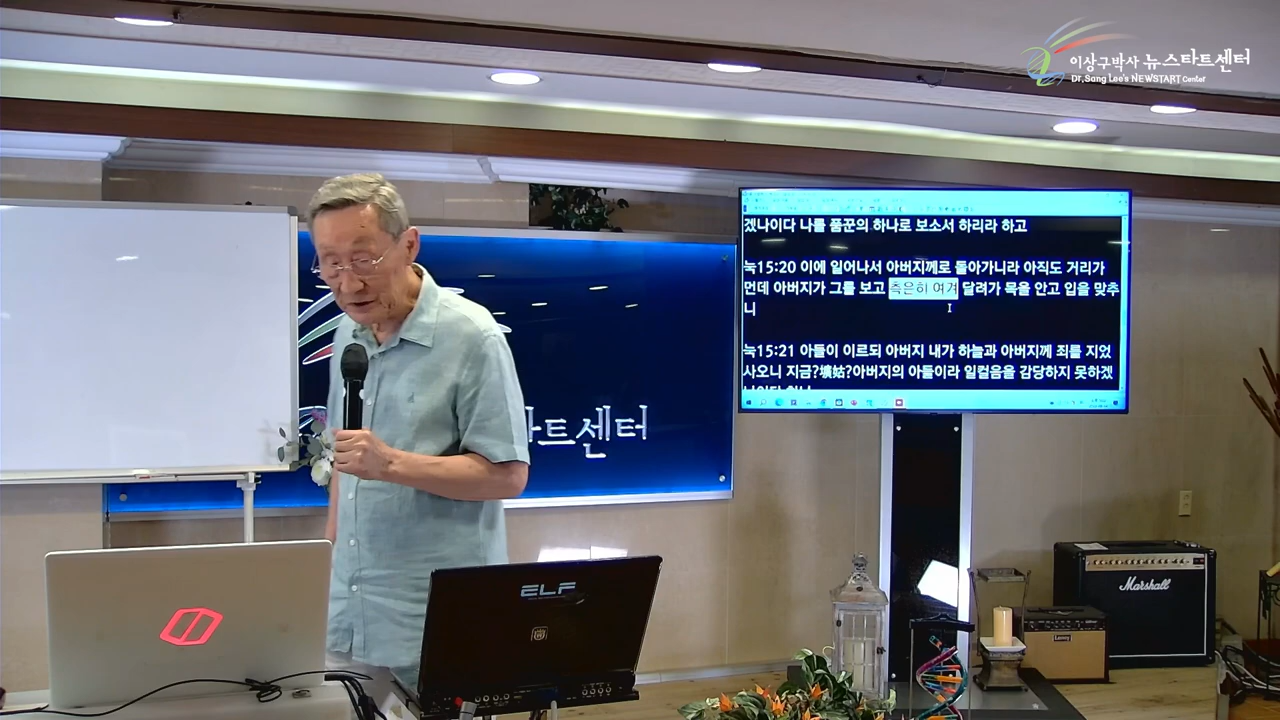 이상구박사 뉴스타트센터
Dr. Sang Lee's NEWSTART Center
겠나이다 나를 품꾼의 하나로 보소서 하리라 하고
눅15:20 이에 일어나서 아버지께로 돌아가니라 아직도 거리가
먼데 아버지가 그를 보고 측은히 여겨 달려가 목을 안고 입을 맞추
니
눅15:21 아들이 이르되 아버지 내가 하늘과 아버지께 죄를 지었
사오니 지금?壙姑?아버지의 아들이라 일컬음을 감당하지 못하겠
타트센터
ELF
Marshall
Laney